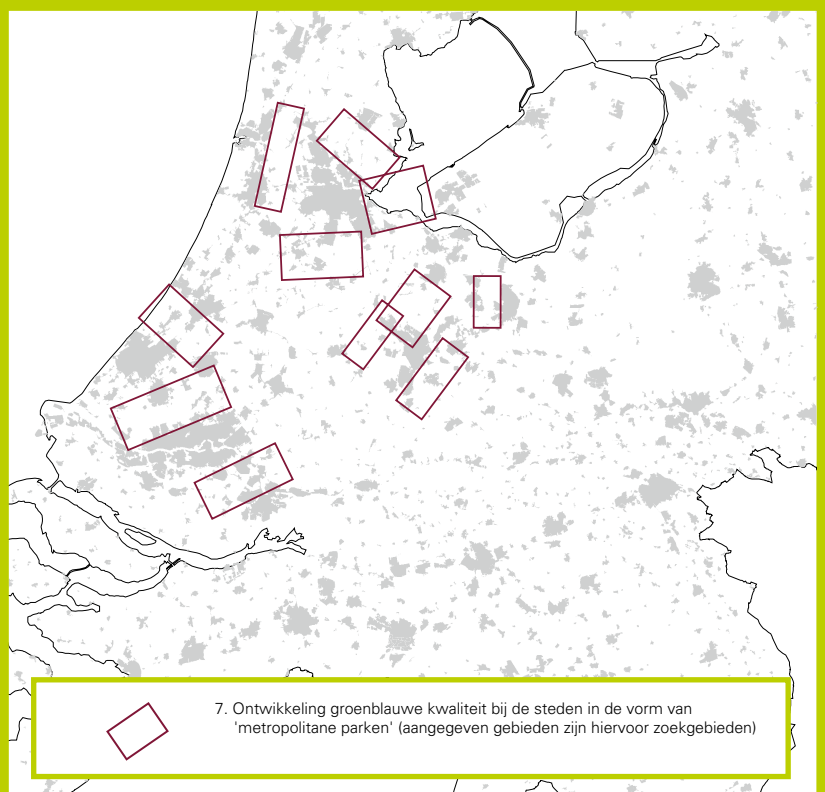 7. Ontwikkeling groenblauwe kwaliteit bij de steden in de vorm van
'metropolitane parken' (aangegeven gebieden zijn hiervoor zoekgebieden)